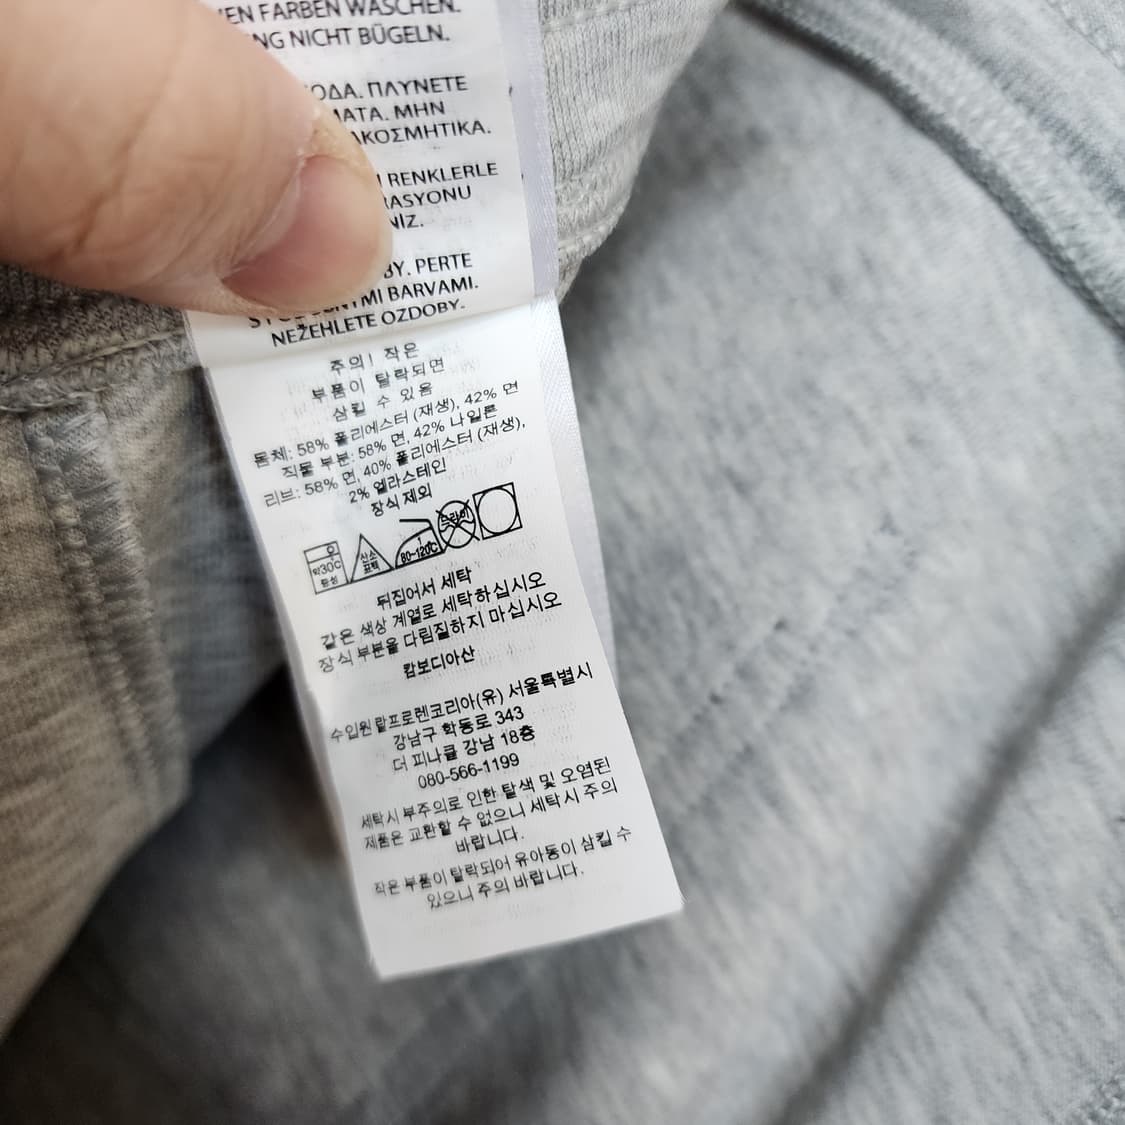 EN FARBEN WASCHEN.
NG NICHT BÜGELN.
ΟΔΑ. ΠΛΥΝΕΤΕ
ΜΑΤΑ. ΜΗΝ
ΑΚΟΣΜΗΤΙΚΑ.
RENKLERLE
RASYONU
NİZ.
BY. PERTE
S MI BARVAMI.
NEŽEHLETE OZDOBY.
주의! 작은
부품이 탈락되면
삼킬 수 있음
몸체: 58% 폴리에스터 (재생), 42% 면
직물 부분: 58% 면, 42% 나일론
리브: 58% 면, 40% 폴리에스터 (재생),
2% 엘라스테인
장식 제외
약30℃ 중성 산소 표백 80~120℃ 드라이
뒤집어서 세탁
같은 색상 계열로 세탁하십시오
장식 부분을 다림질하지 마십시오
캄보디아산
수입원 랄프로렌코리아(유) 서울특별시
강남구 학동로 343
더 피나클 강남 18층
080-566-1199
세탁시 부주의로 인한 탈색 및 오염된
제품은 교환할 수 없으니 세탁시 주의
바랍니다.
작은 부품이 탈락되어 유아동이 삼킬 수
있으니 주의 바랍니다.